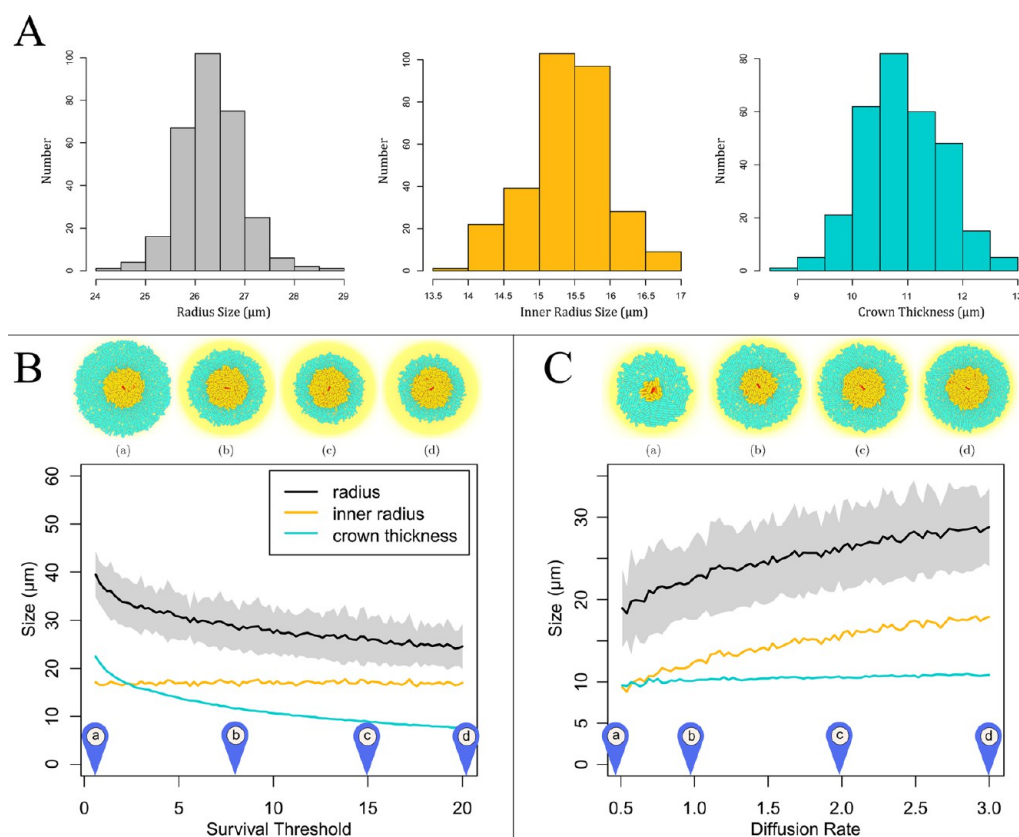 A
Number
0 20 40 60 80 100
24 25 26 27 28 29
Radius Size (μm)
Number
0 20 40 60 80 100
13.5 14 14.5 15 15.5 16 16.5 17
Inner Radius Size (μm)
Number
0 20 40 60 80
9 10 11 12 13
Crown Thickness (μm)
B
(a) (b) (c) (d)
radius
inner radius
crown thickness
Size (μm)
60
50
40
30
20
10
0
a b c d
0 5 10 15 20
Survival Threshold
C
(a) (b) (c) (d)
Size (μm)
30
20
10
5
0
a b c d
0.5 1.0 1.5 2.0 2.5 3.0
Diffusion Rate